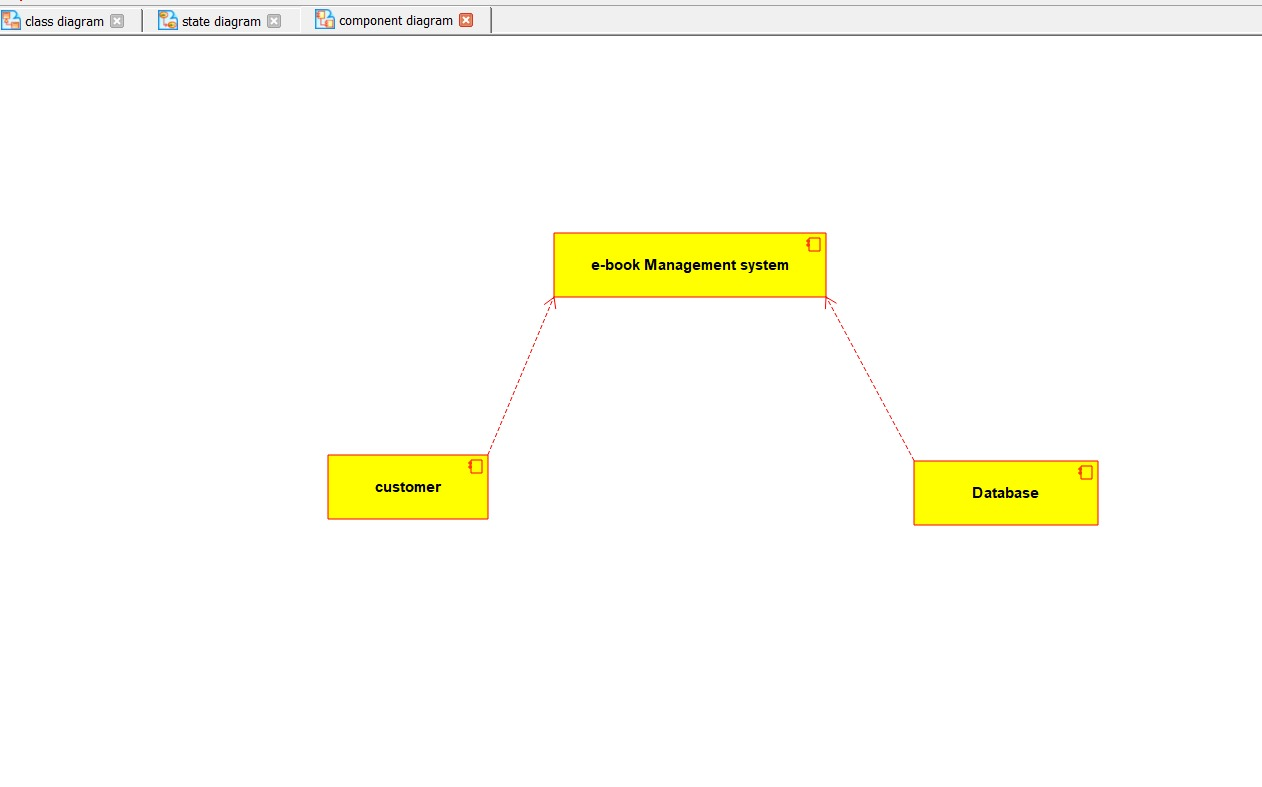 class diagram
state diagram
component diagram
e-book Management system
customer
Database